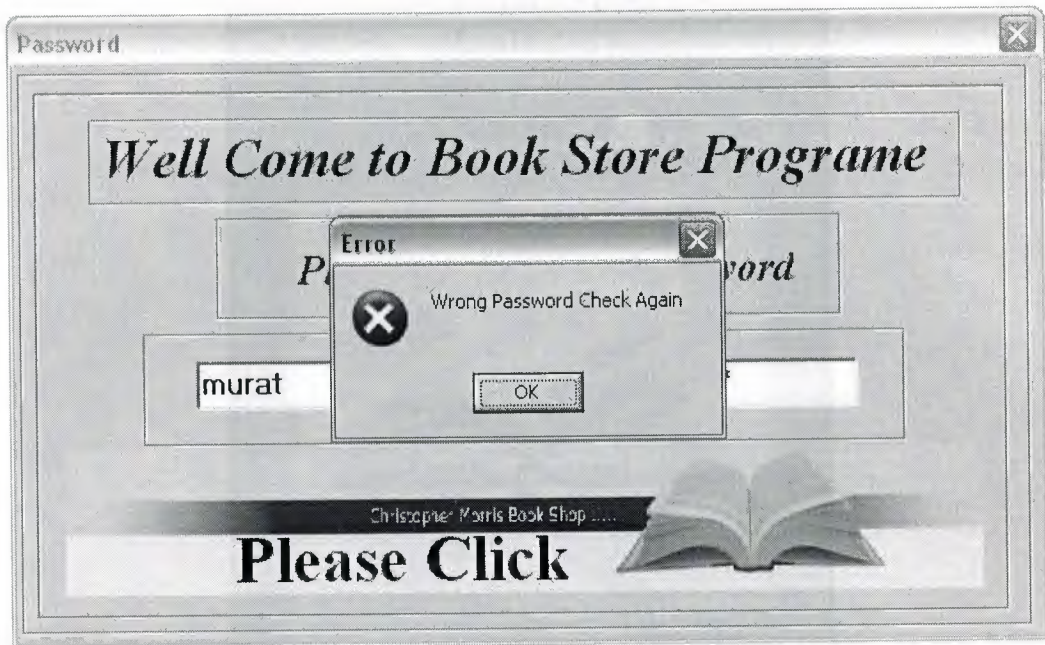 Password
Well Come to Book Store Programe
Error
Wrong Password Check Again
murat
OK
Christopher Morris Book Shop .....
Please Click